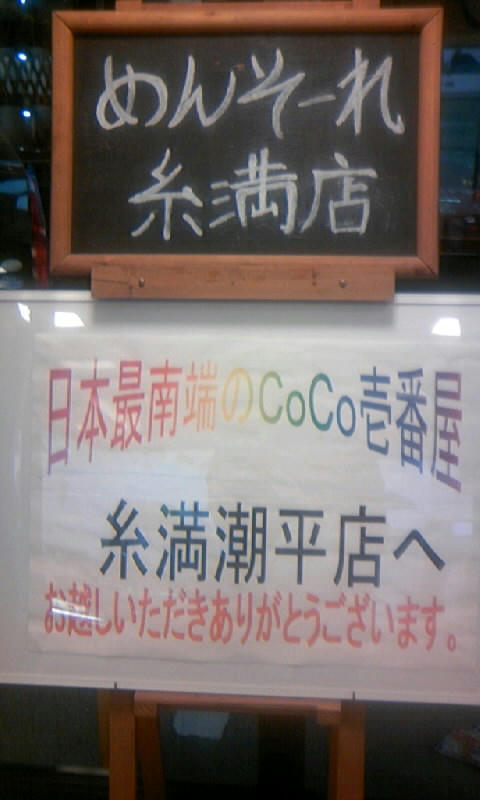 めんそーれ
糸満店
日本最南端のCoCo壱番屋
糸満潮平店へ
お越しいただきありがとうございます。